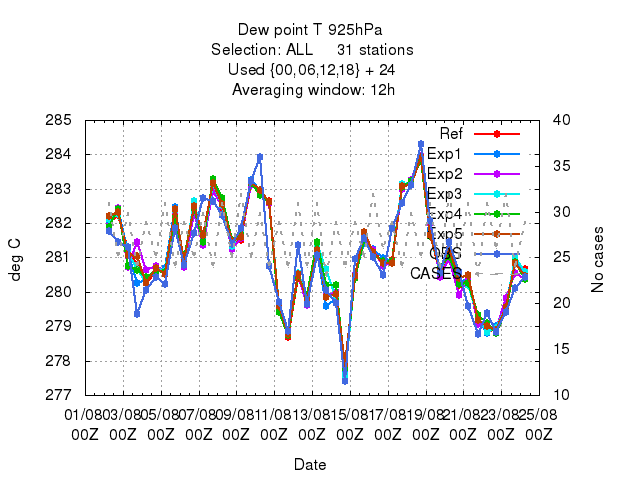 Dew point T 925hPa
Selection: ALL 31 stations
Used {00,06,12,18} + 24
Averaging window: 12h
285
284
283
282
281
280
279
278
277
deg C
40
35
30
25
20
15
10
No cases
Ref
Exp1
Exp2
Exp3
Exp4
Exp5
OBS
CASES
01/08 03/08 05/08 07/08 09/08 11/08 13/08 15/08 17/08 19/08 21/08 23/08 25/08
00Z 00Z 00Z 00Z 00Z 00Z 00Z 00Z 00Z 00Z 00Z 00Z 00Z
Date